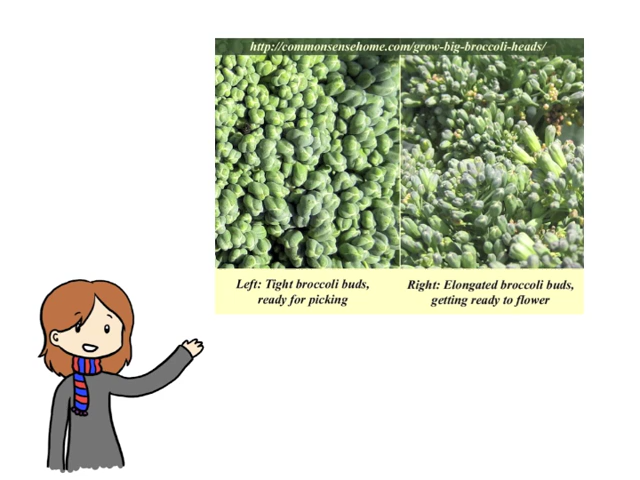 http://commonsensehome.com/grow-big-broccoli-heads/
Left: Tight broccoli buds,
ready for picking
Right: Elongated broccoli buds,
getting ready to flower